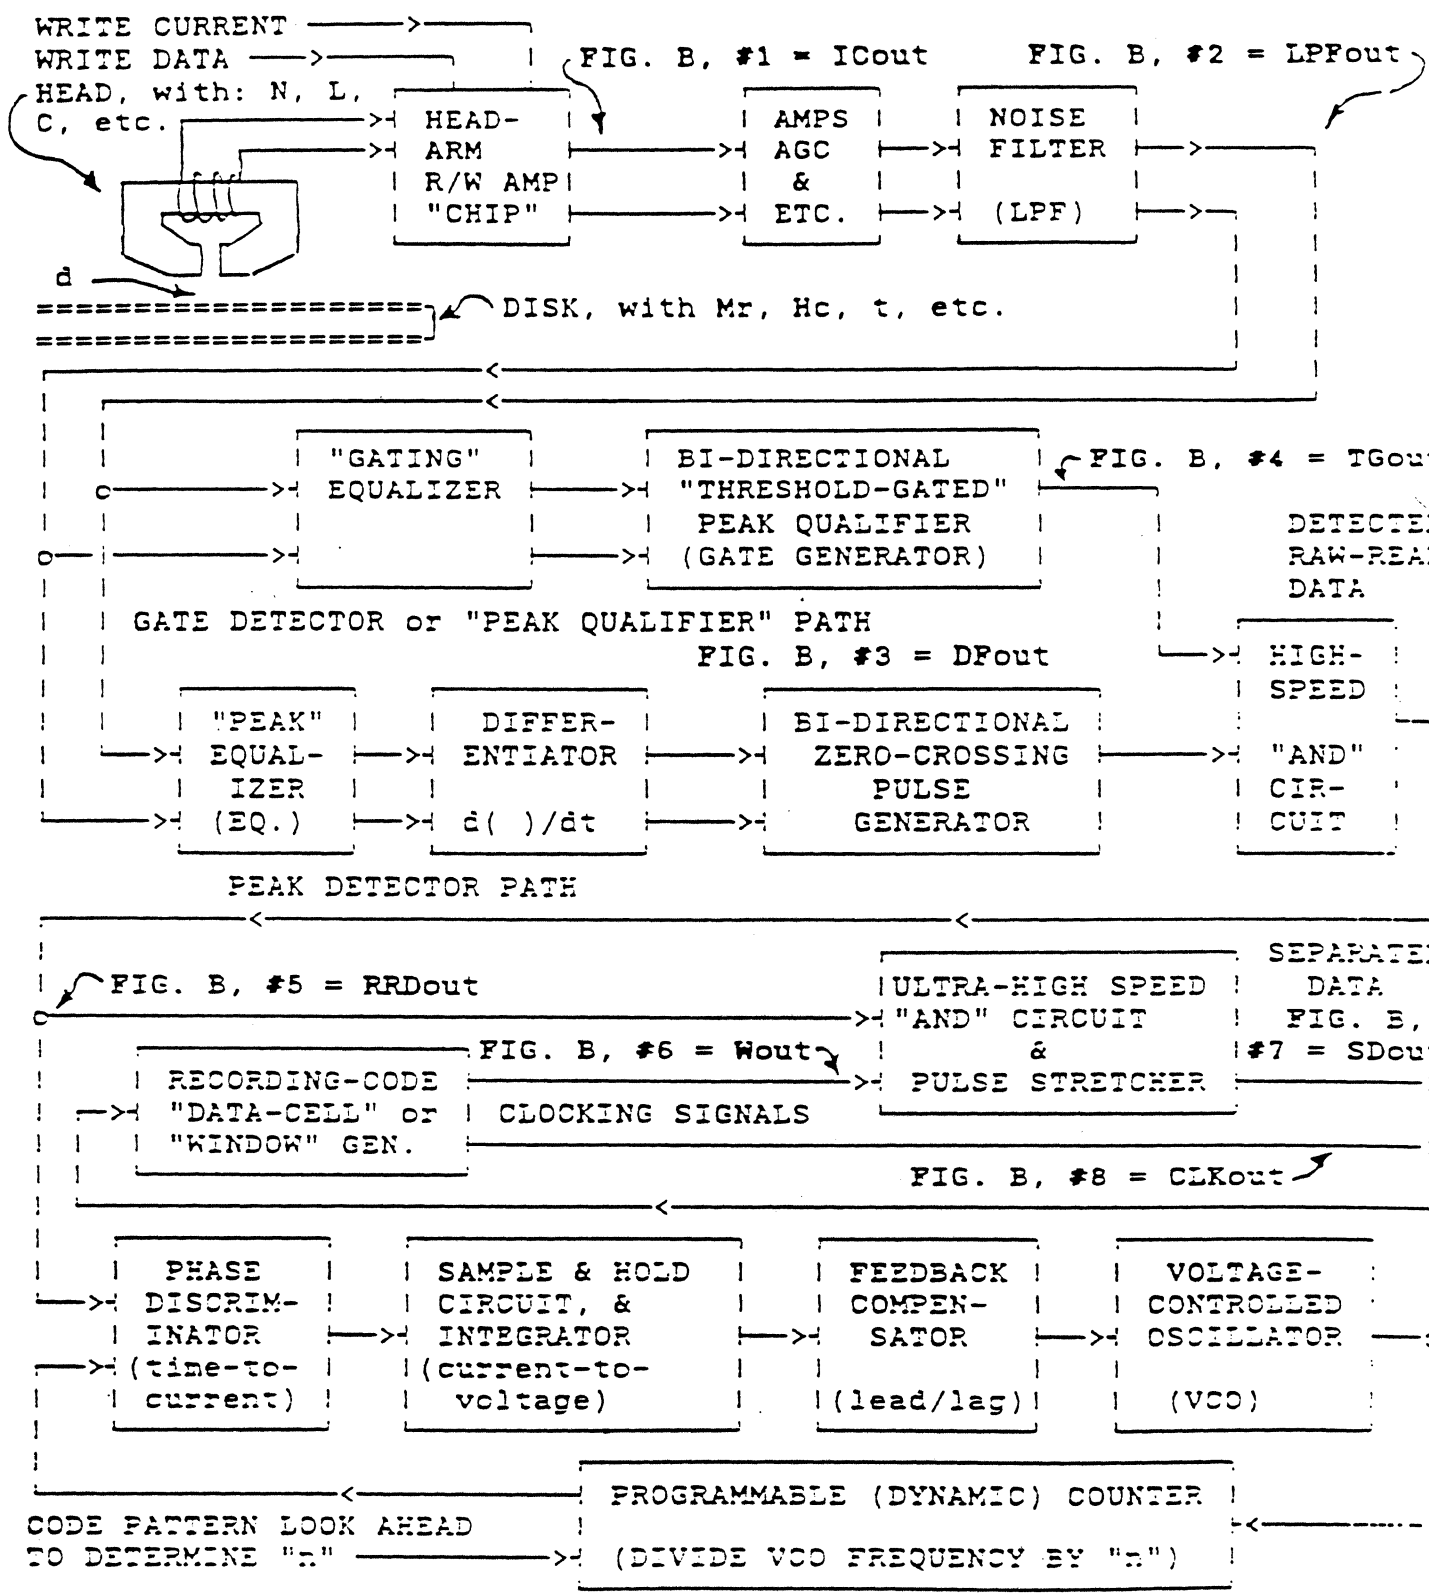 WRITE CURRENT
WRITE DATA
HEAD, with: N, L,
C, etc.
FIG. B, #1 = ICout
FIG. B, #2 = LPFout
HEAD-
ARM
R/W AMP
"CHIP"
AMPS
AGC
&
ETC.
NOISE
FILTER
(LPF)
d
DISK, with Mr, Hc, t, etc.
"GATING"
EQUALIZER
BI-DIRECTIONAL
"THRESHOLD-GATED"
PEAK QUALIFIER
(GATE GENERATOR)
FIG. B, #4 = TGout
DETECTED
RAW-READ
DATA
GATE DETECTOR or "PEAK QUALIFIER" PATH
FIG. B, #3 = DFout
HIGH-
SPEED
"AND"
CIR-
CUIT
"PEAK"
EQUAL-
IZER
(EQ.)
DIFFER-
ENTIATOR
d( )/dt
BI-DIRECTIONAL
ZERO-CROSSING
PULSE
GENERATOR
PEAK DETECTOR PATH
FIG. B, #5 = RRDout
ULTRA-HIGH SPEED
"AND" CIRCUIT
&
PULSE STRETCHER
SEPARATED
DATA
FIG. B,
#7 = SDout
FIG. B, #6 = Wout
RECORDING-CODE
"DATA-CELL" or
"WINDOW" GEN.
CLOCKING SIGNALS
FIG. B, #8 = CLKout
PHASE
DISCRIM-
INATOR
(time-to-
current)
SAMPLE & HOLD
CIRCUIT, &
INTEGRATOR
(current-to-
voltage)
FEEDBACK
COMPEN-
SATOR
(lead/lag)
VOLTAGE-
CONTROLLED
OSCILLATOR
(VCO)
PROGRAMMABLE (DYNAMIC) COUNTER
(DIVIDE VCO FREQUENCY BY "n")
CODE PATTERN LOOK AHEAD
TO DETERMINE "n"